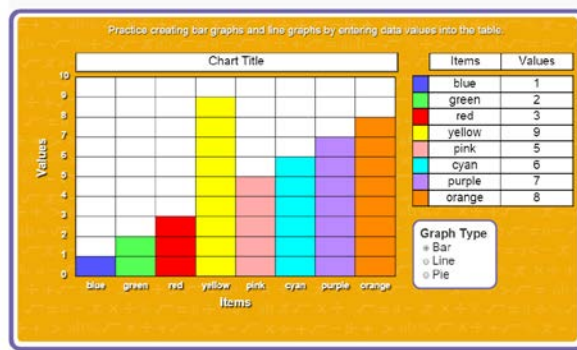 Practice creating bar graphs and line graphs by entering data values into the table.
Chart Title
10
9
8
7
6
5
4
3
2
1
0
Values
blue green red yellow pink cyan purple orange
Items
Items Values
blue 1
green 2
red 3
yellow 9
pink 5
cyan 6
purple 7
orange 8
Graph Type
Bar
Line
Pie